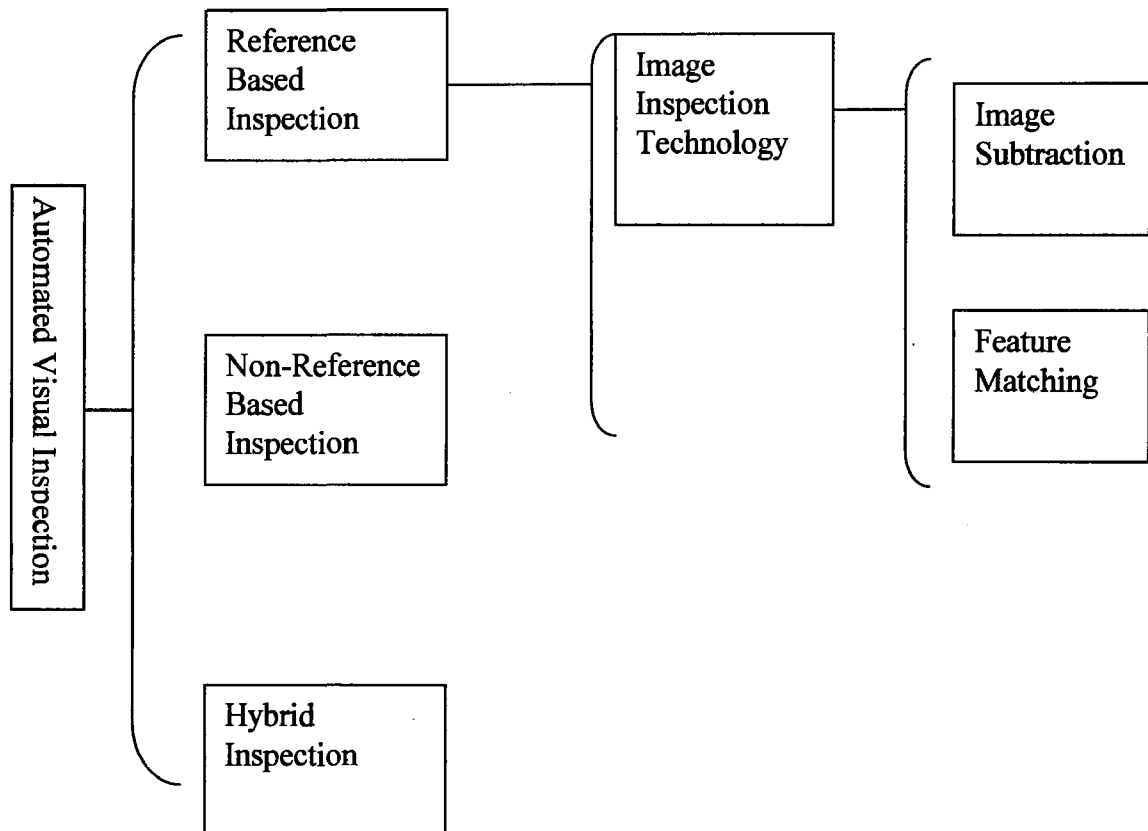 Automated Visual Inspection
Reference
Based
Inspection
Non-Reference
Based
Inspection
Hybrid
Inspection
Image
Inspection
Technology
Image
Subtraction
Feature
Matching